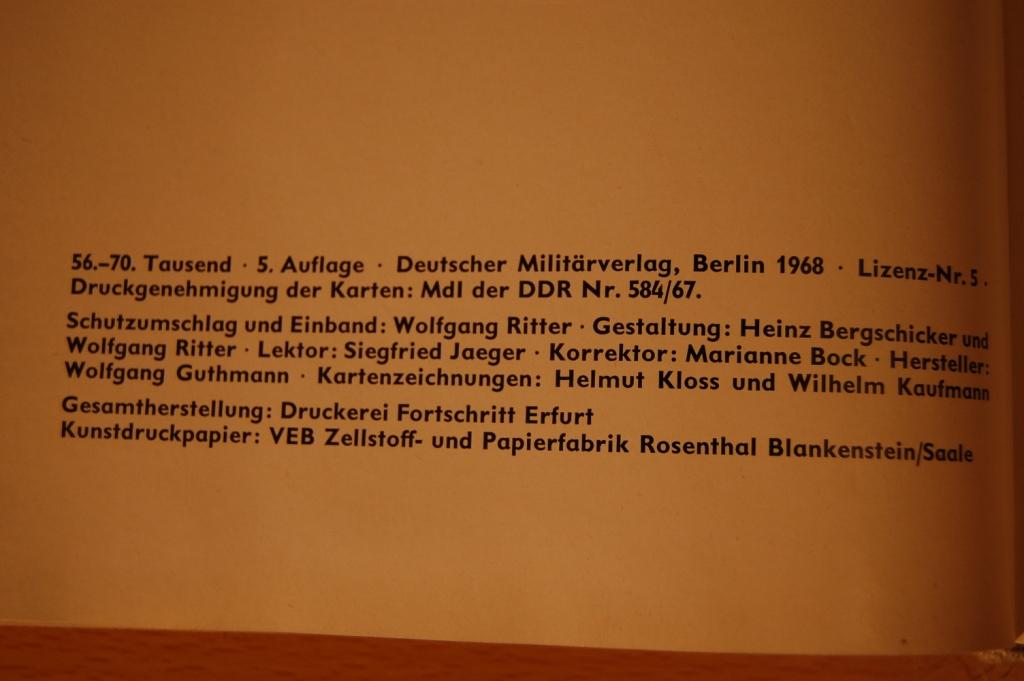 56.–70. Tausend · 5. Auflage · Deutscher Militärverlag, Berlin 1968 · Lizenz-Nr. 5 .
Druckgenehmigung der Karten: MdI der DDR Nr. 584/67.
Schutzumschlag und Einband: Wolfgang Ritter · Gestaltung: Heinz Bergschicker und
Wolfgang Ritter · Lektor: Siegfried Jaeger · Korrektor: Marianne Bock · Hersteller:
Wolfgang Guthmann · Kartenzeichnungen: Helmut Kloss und Wilhelm Kaufmann
Gesamtherstellung: Druckerei Fortschritt Erfurt
Kunstdruckpapier: VEB Zellstoff- und Papierfabrik Rosenthal Blankenstein/Saale